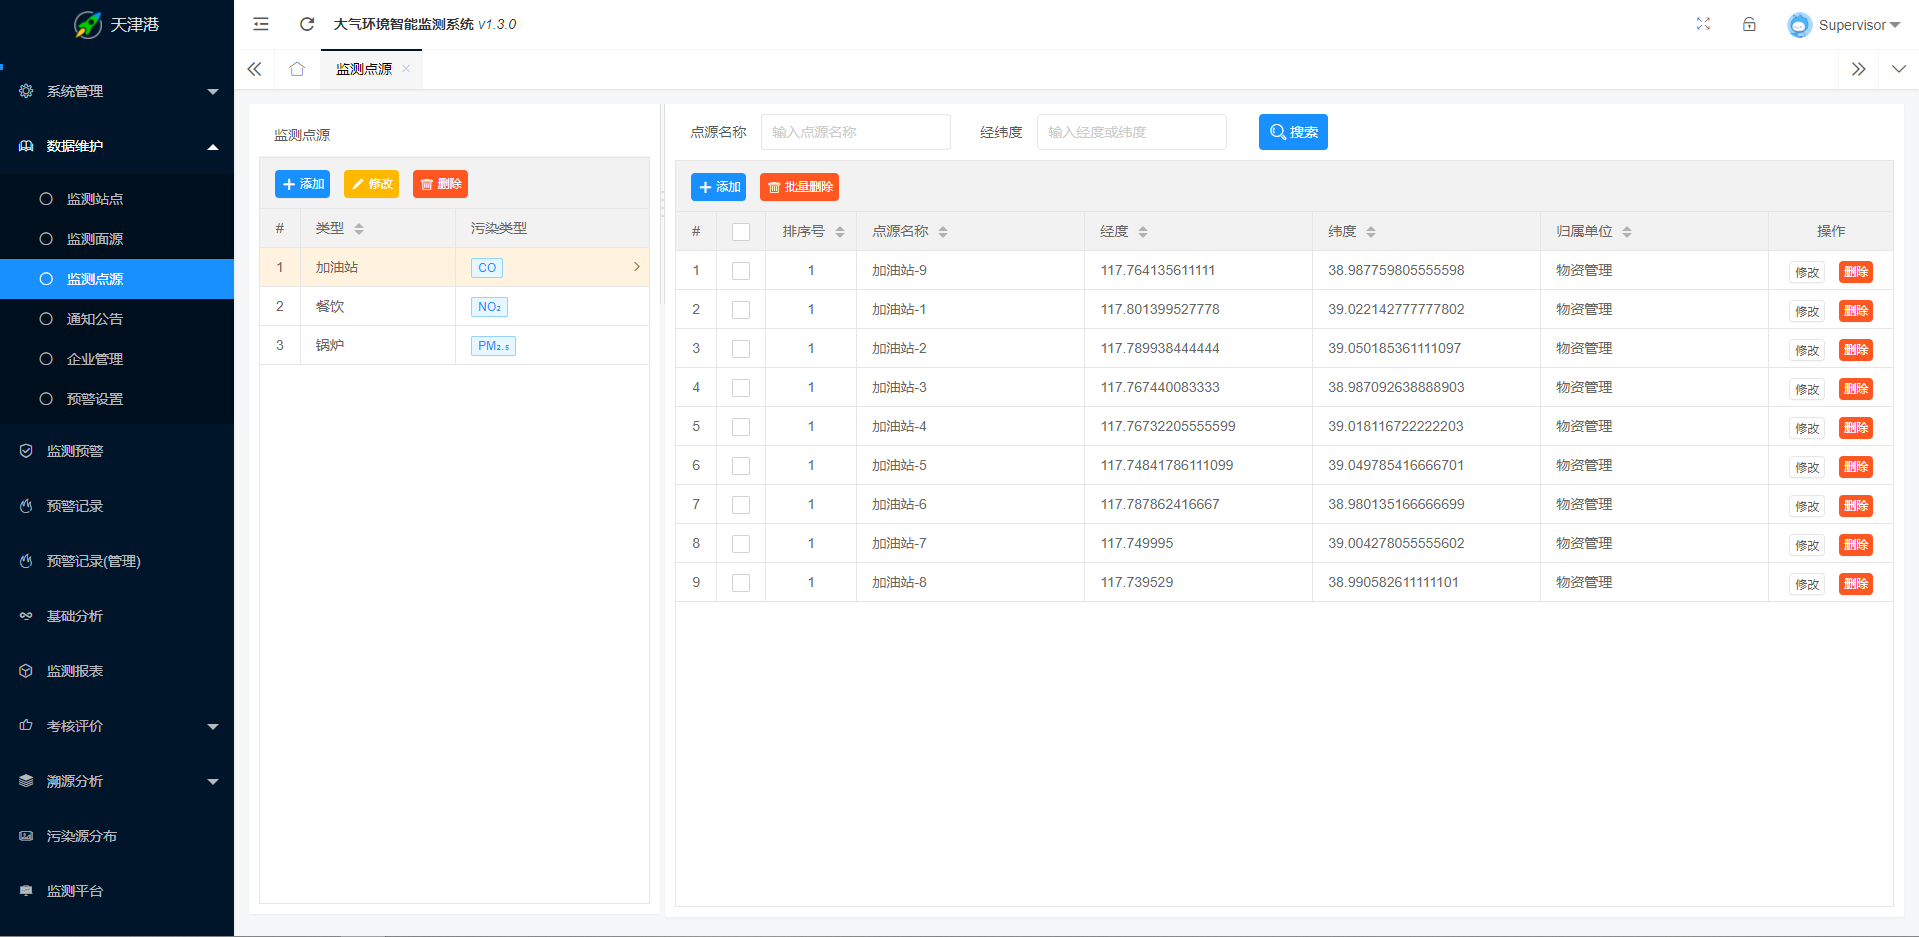 天津港
大气环境智能监测系统 v1.3.0
Supervisor
系统管理
数据维护
监测站点
监测面源
监测点源
通知公告
企业管理
预警设置
监测预警
预警记录
预警记录(管理)
基础分析
监测报表
考核评价
溯源分析
污染源分布
监测平台
监测点源
监测点源
添加 修改 删除
# 类型 污染类型
1 加油站 CO
2 餐饮 NO₂
3 锅炉 PM₂.₅
点源名称 输入点源名称 经纬度 输入经度或纬度 搜索
添加 批量删除
# 排序号 点源名称 经度 纬度 归属单位 操作
1 1 加油站-9 117.764135611111 38.987759805555598 物资管理 修改 删除
2 1 加油站-1 117.801399527778 39.022142777777802 物资管理 修改 删除
3 1 加油站-2 117.789938444444 39.050185361111097 物资管理 修改 删除
4 1 加油站-3 117.767440083333 38.987092638888903 物资管理 修改 删除
5 1 加油站-4 117.76732205555599 39.018116722222203 物资管理 修改 删除
6 1 加油站-5 117.74841786111099 39.049785416666701 物资管理 修改 删除
7 1 加油站-6 117.787862416667 38.980135166666699 物资管理 修改 删除
8 1 加油站-7 117.749995 39.004278055555602 物资管理 修改 删除
9 1 加油站-8 117.739529 38.990582611111101 物资管理 修改 删除